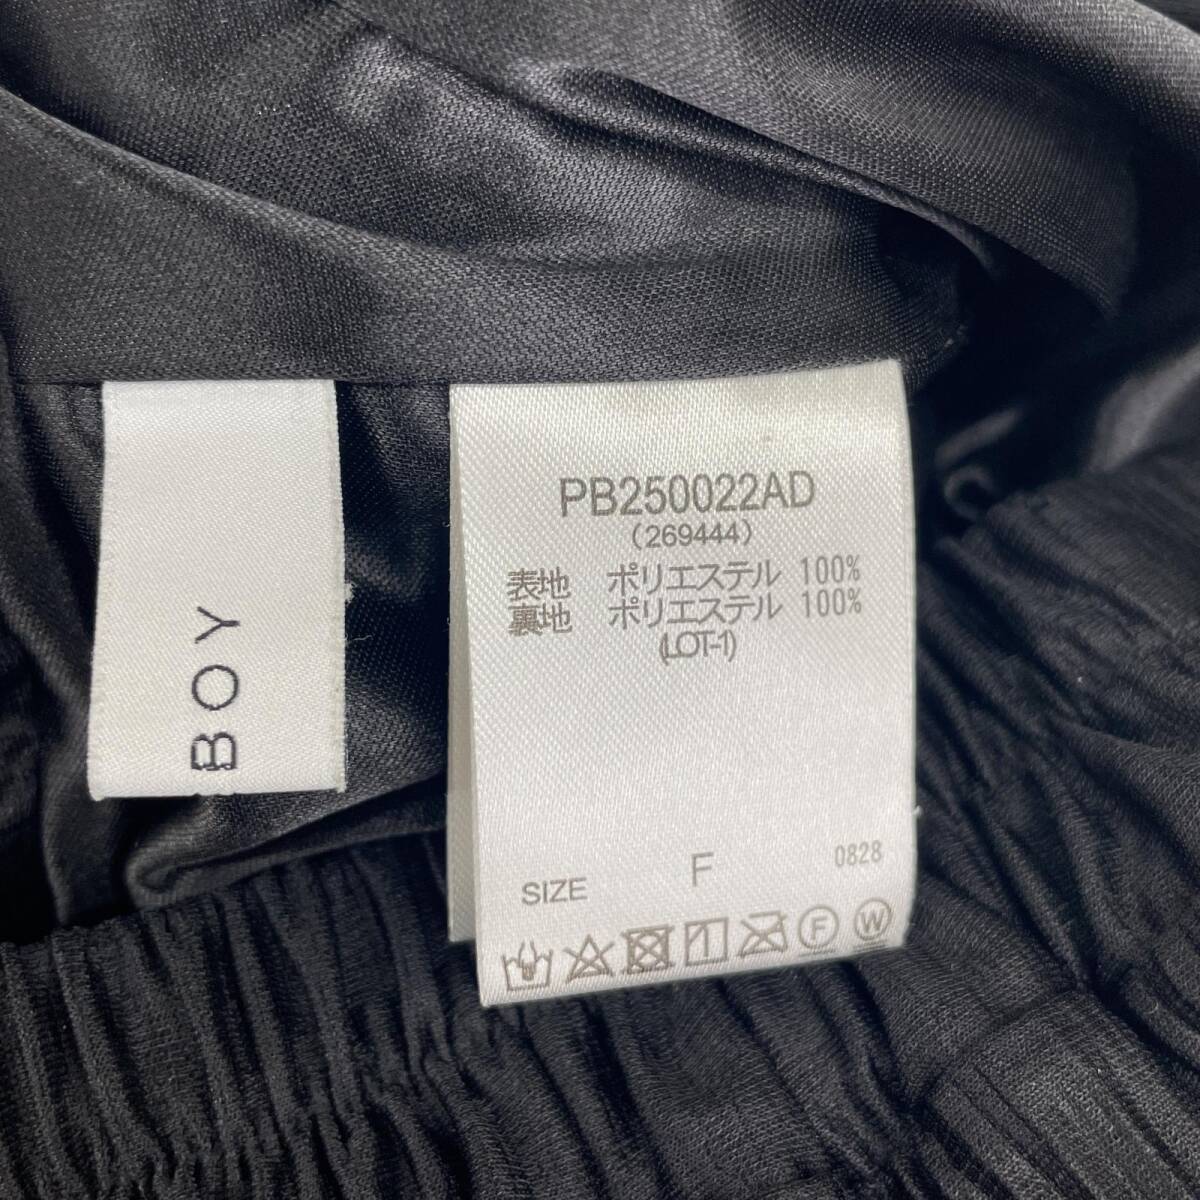 BOY
PB250022AD
(269444)
表地 ポリエステル 100%
裏地 ポリエステル 100%
(LOT-1)
SIZE F 0828
F W